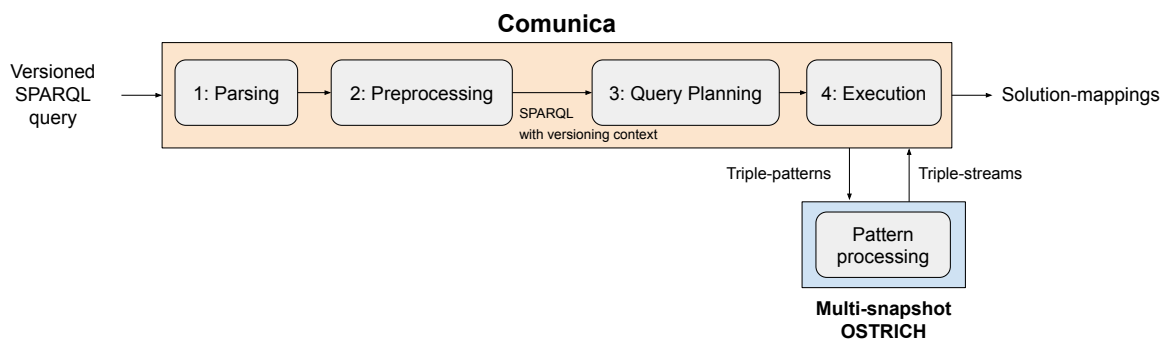 Comunica
Versioned
SPARQL
query
1: Parsing
2: Preprocessing
SPARQL
with versioning context
3: Query Planning
4: Execution
Solution-mappings
Triple-patterns
Triple-streams
Pattern
processing
Multi-snapshot
OSTRICH